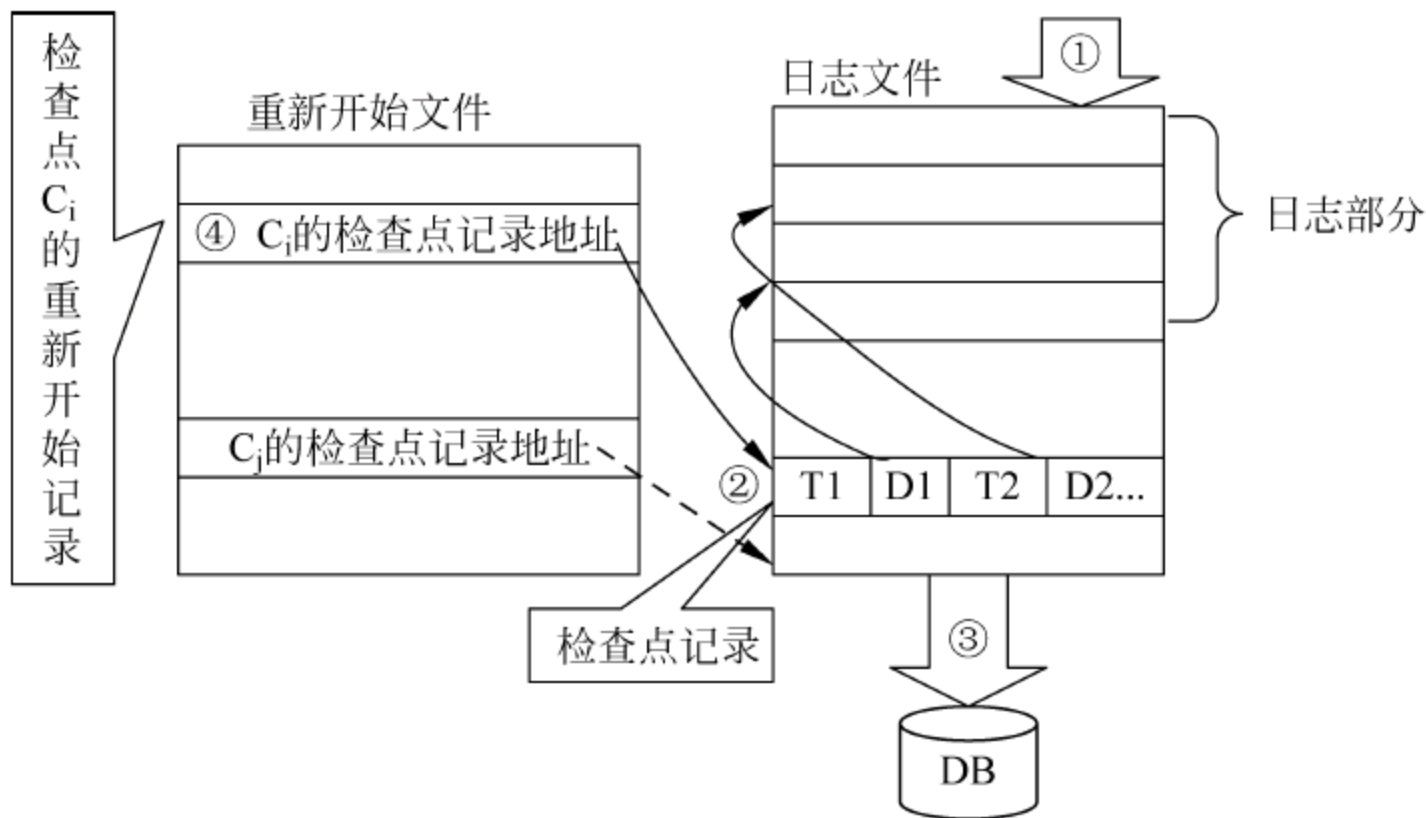 检查点Cᵢ的重新开始记录
重新开始文件
④ Cᵢ的检查点记录地址
Cⱼ的检查点记录地址
①
日志文件
日志部分
② T1 D1 T2 D2...
检查点记录
③
DB